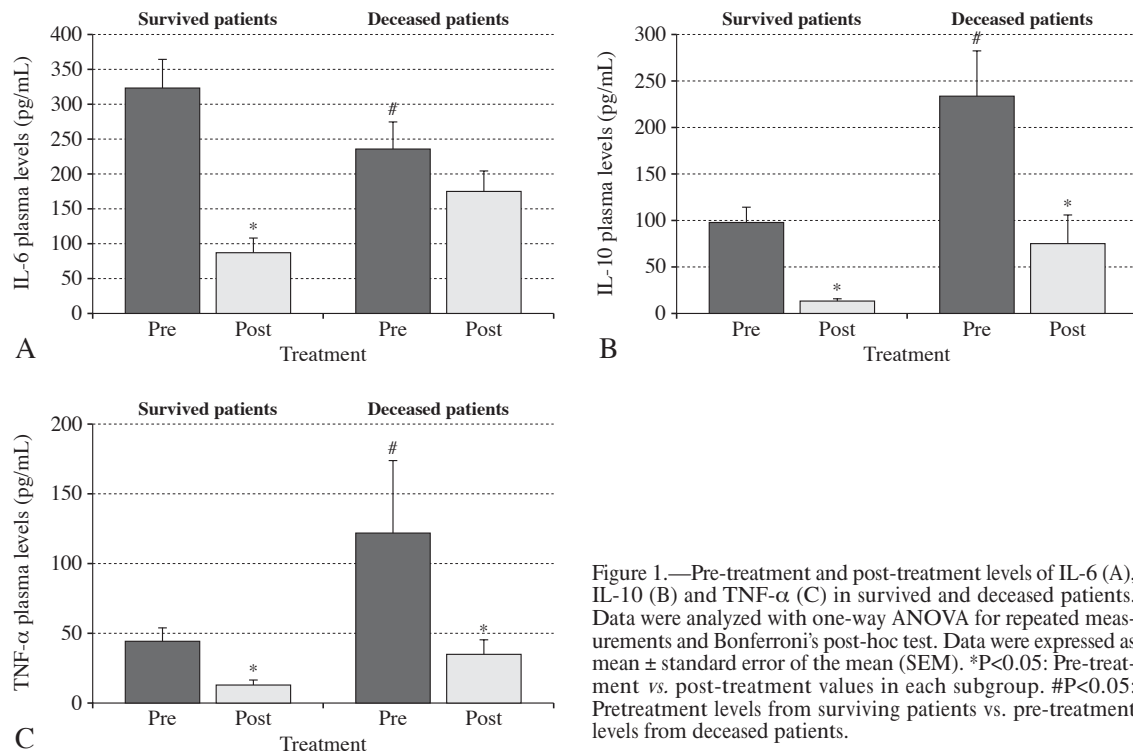 Survived patients Deceased patients
400
350
300
250
200
150
100
50
0
IL-6 plasma levels (pg/mL)
#
*
Pre Post Pre Post
Treatment
A
Survived patients Deceased patients
300
250
200
150
100
50
0
IL-10 plasma levels (pg/mL)
#
*
*
Pre Post Pre Post
Treatment
B
Survived patients Deceased patients
200
150
100
50
0
TNF-α plasma levels (pg/mL)
#
*
*
Pre Post Pre Post
Treatment
C
Figure 1.—Pre-treatment and post-treatment levels of IL-6 (A),
IL-10 (B) and TNF-α (C) in survived and deceased patients.
Data were analyzed with one-way ANOVA for repeated meas-
urements and Bonferroni's post-hoc test. Data were expressed as
mean ± standard error of the mean (SEM). *P<0.05: Pre-treat-
ment vs. post-treatment values in each subgroup. #P<0.05:
Pretreatment levels from surviving patients vs. pre-treatment
levels from deceased patients.